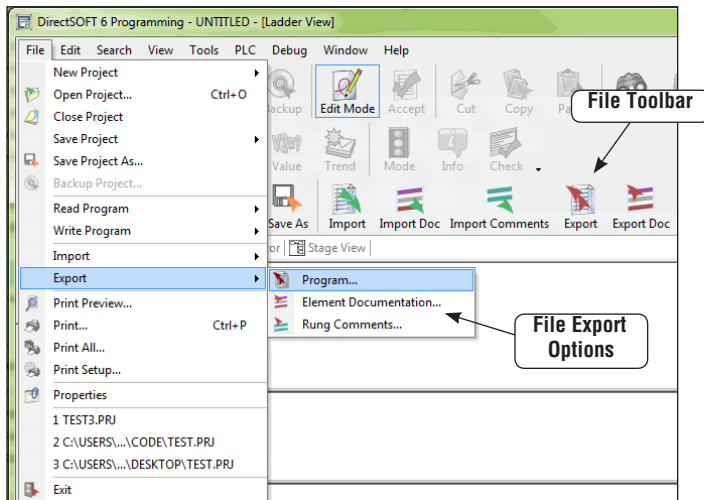 DirectSOFT 6 Programming - UNTITLED - [Ladder View]
File Edit Search View Tools PLC Debug Window Help
New Project
Open Project... Ctrl+O
Close Project
Save Project
Save Project As...
Backup Project...
Read Program
Write Program
Import
Export
Print Preview...
Print... Ctrl+P
Print All...
Print Setup...
Properties
1 TEST3.PRJ
2 C:\USERS\...\CODE\TEST.PRJ
3 C:\USERS\...\DESKTOP\TEST.PRJ
Exit
Edit Mode Accept Cut Copy
Value Trend Mode Info Check
Save As Import Import Doc Import Comments Export Export Doc
Stage View
Program...
Element Documentation...
Rung Comments...
File Toolbar
File Export
Options